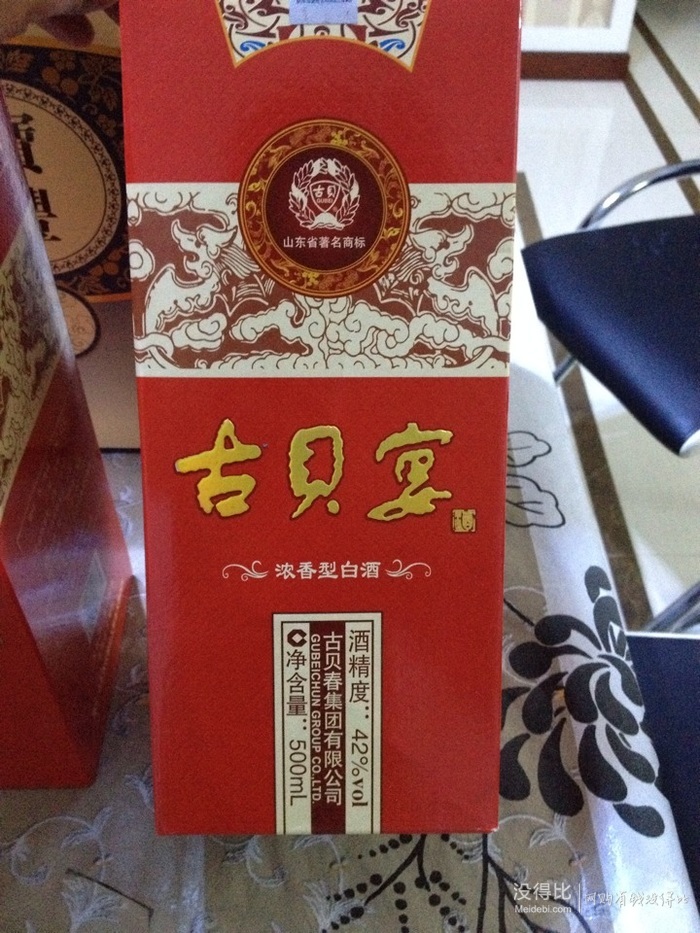 古贝
GUBEI
山东省著名商标
古贝宴
浓香型白酒
酒精度：42%vol
古贝春集团有限公司
GUBEICHUN GROUP CO.,LTD.
净含量：500mL
没得比
Meidebi.com